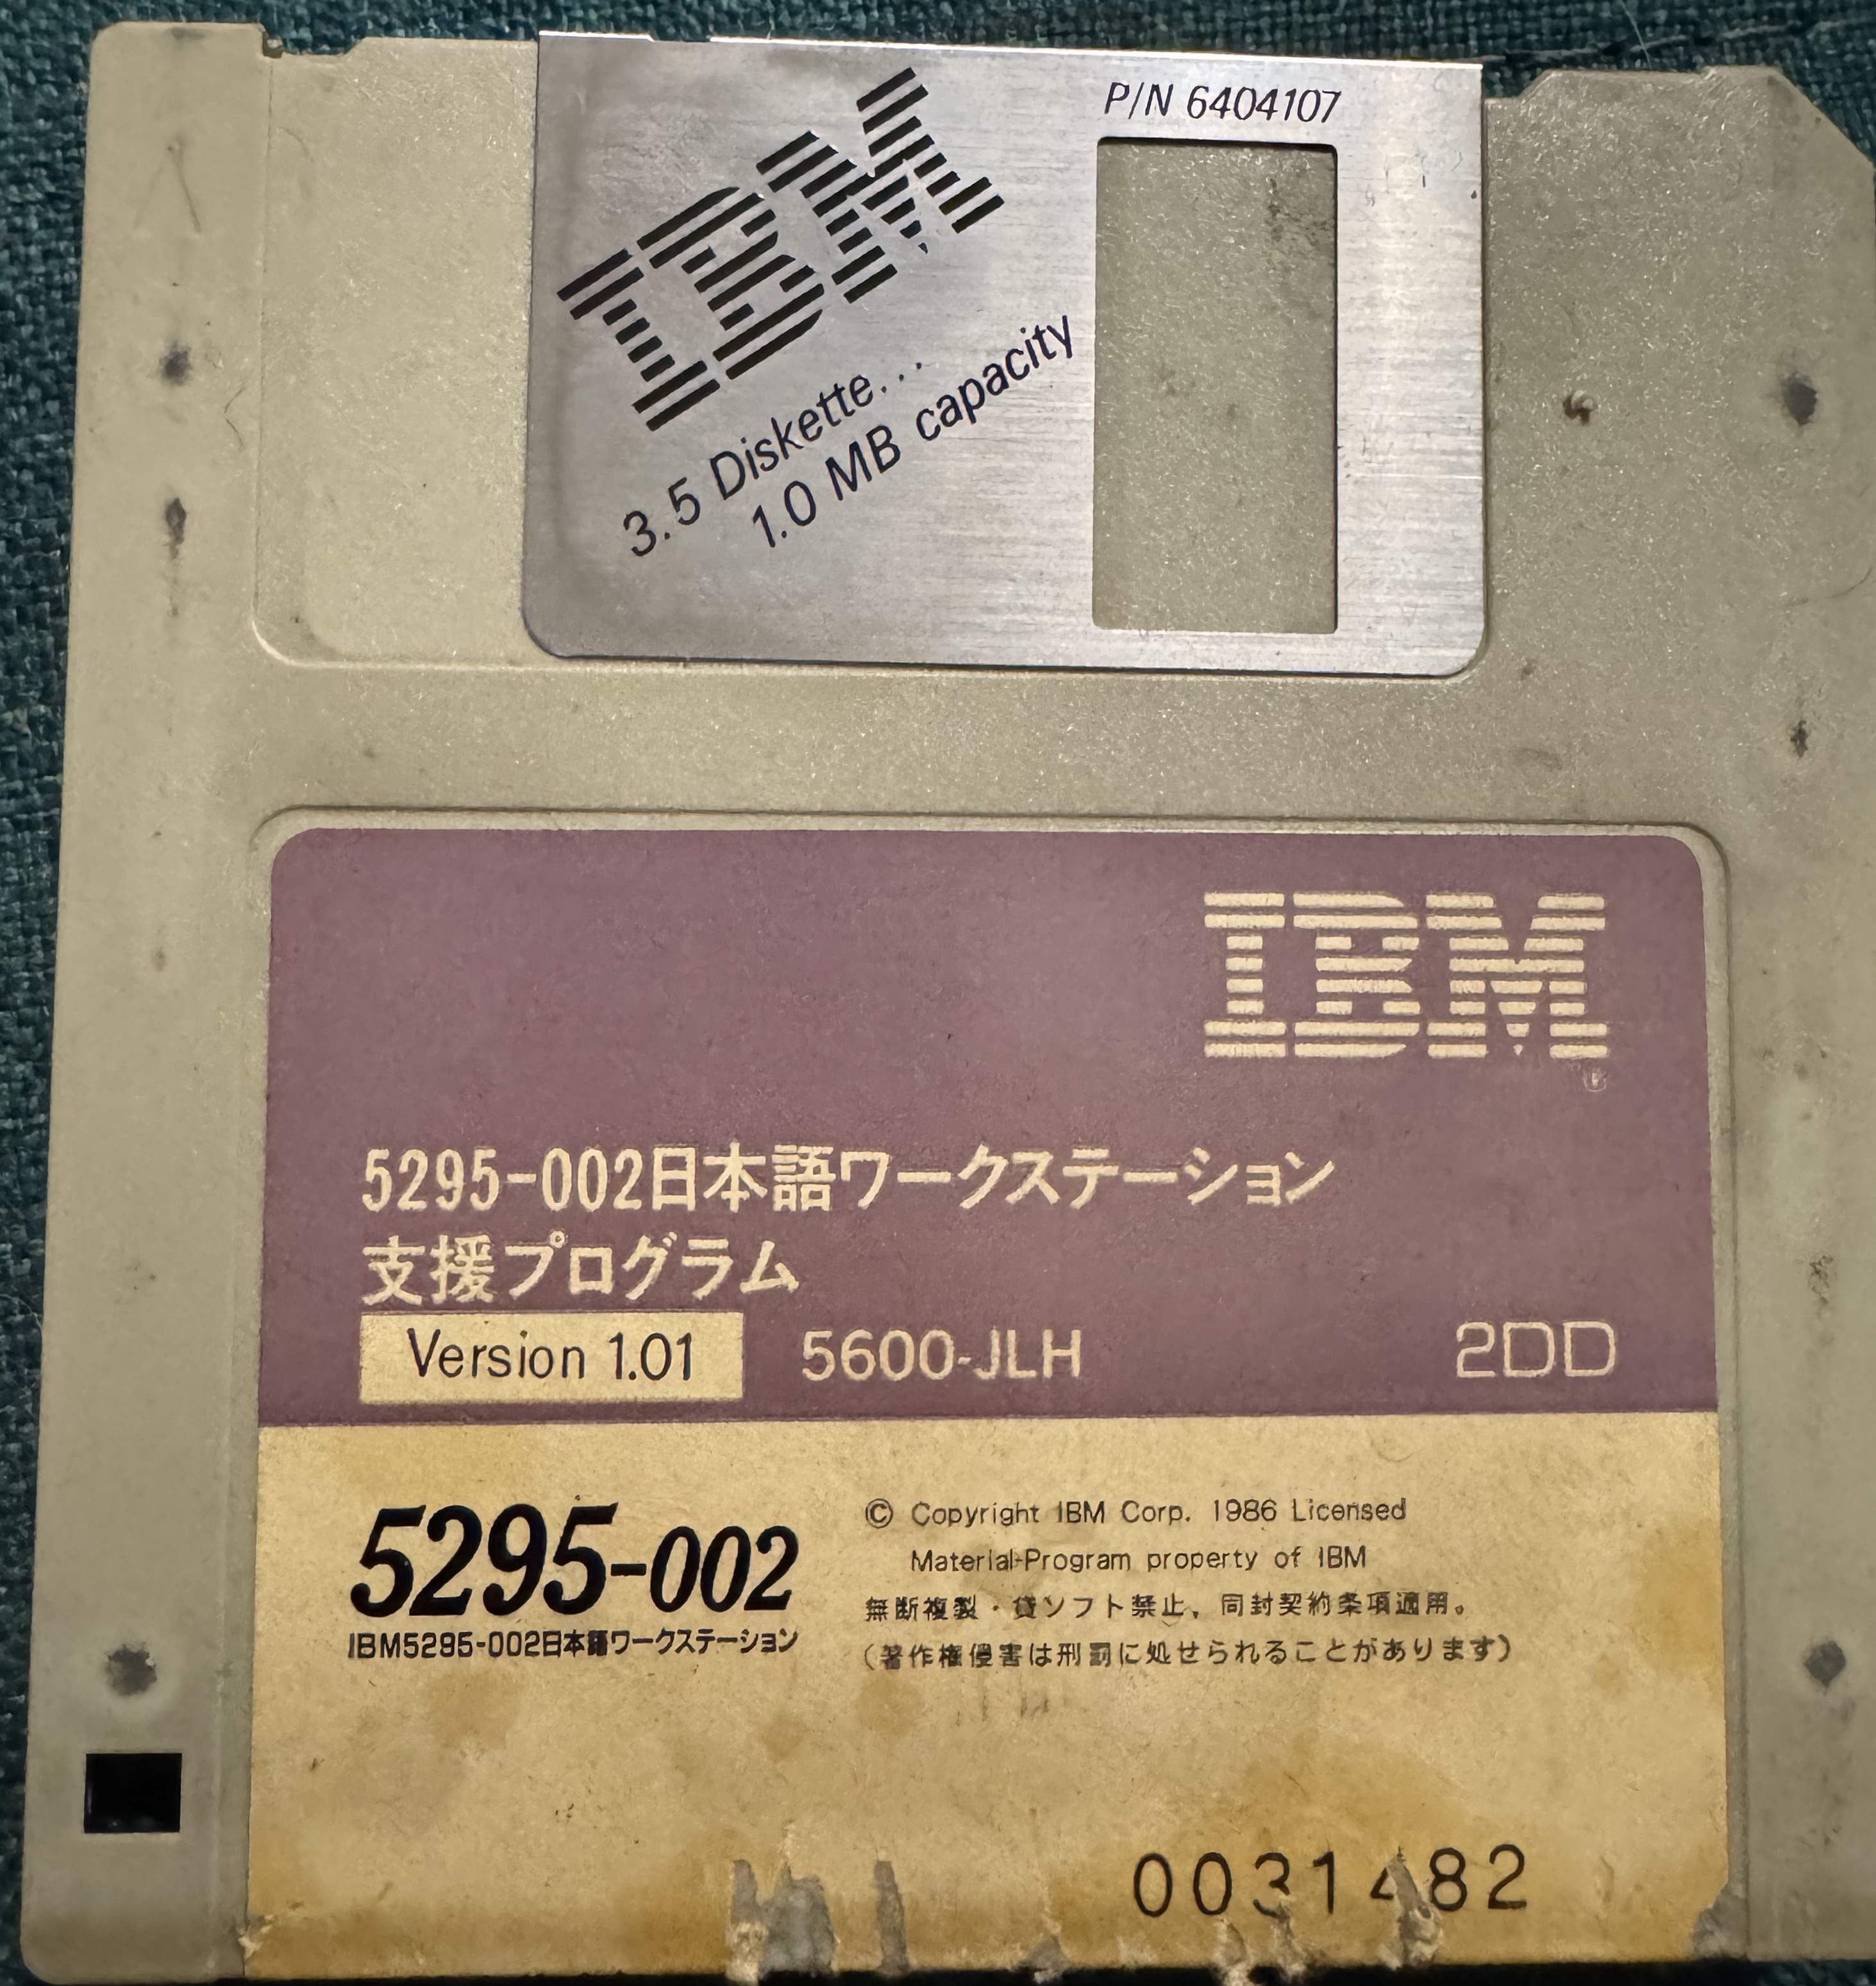 P/N 6404107
IBM
3.5 Diskette...
1.0 MB capacity
IBM
®
5295-002日本語ワークステーション
支援プログラム
Version 1.01 5600-JLH 2DD
5295-002
IBM5295-002日本語ワークステーション
© Copyright IBM Corp. 1986 Licensed
Material-Program property of IBM
無断複製・貸ソフト禁止、同封契約条項適用。
(著作権侵害は刑罰に処せられることがあります)
0031482